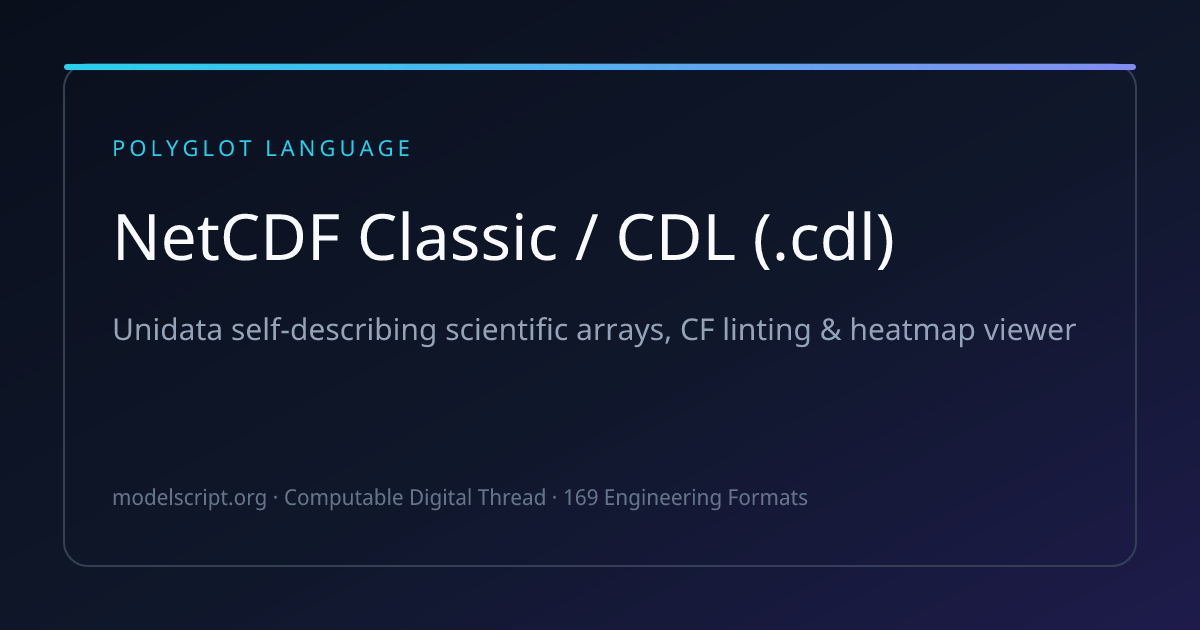 POLYGLOT LANGUAGE
NetCDF Classic / CDL (.cdl)
Unidata self-describing scientific arrays, CF linting & heatmap viewer
modelscript.org · Computable Digital Thread · 169 Engineering Formats